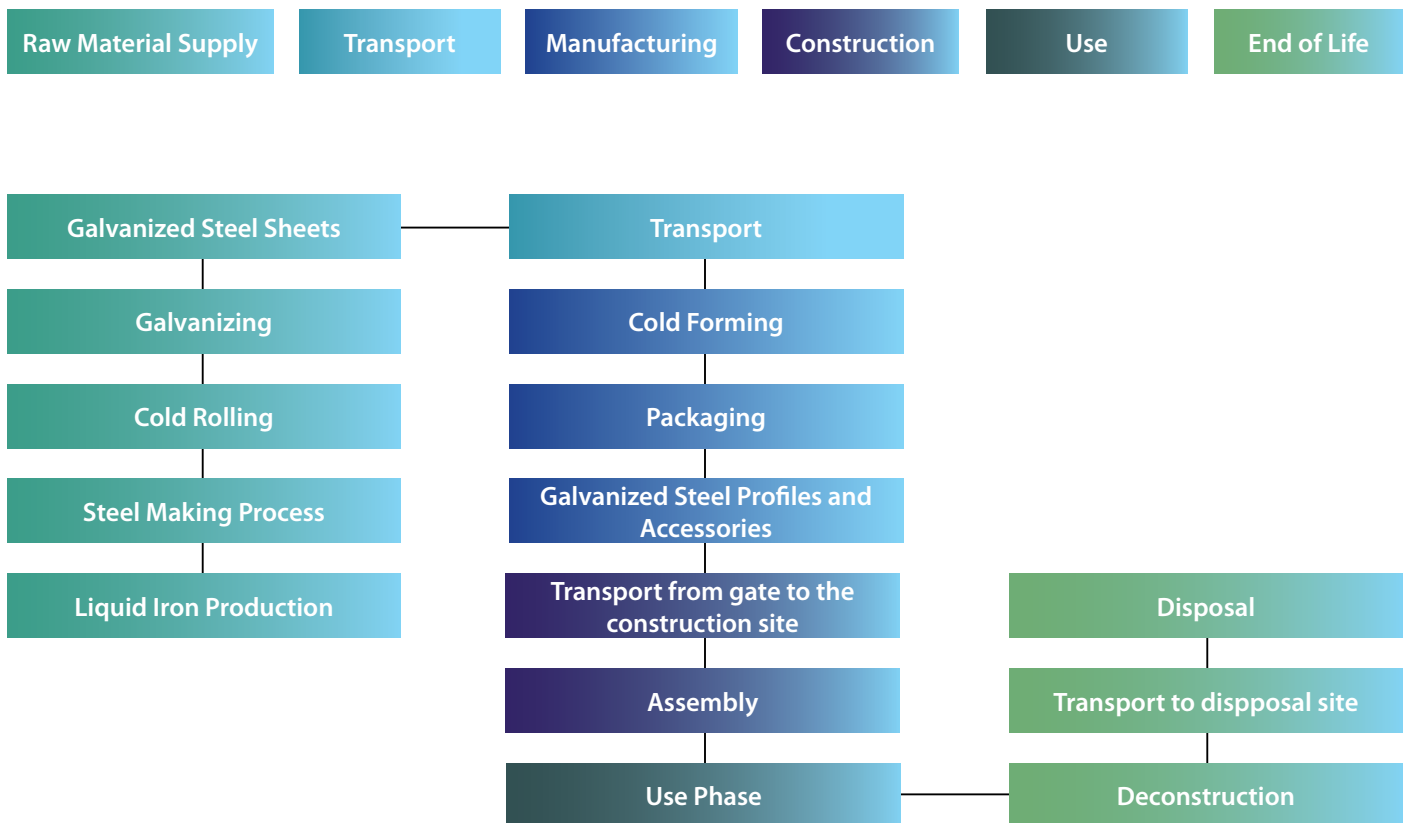 Raw Material Supply
Transport
Manufacturing
Construction
Use
End of Life
Galvanized Steel Sheets
Galvanizing
Cold Rolling
Steel Making Process
Liquid Iron Production
Transport
Cold Forming
Packaging
Galvanized Steel Profiles and
Accessories
Transport from gate to the
construction site
Assembly
Use Phase
Disposal
Transport to dispposal site
Deconstruction